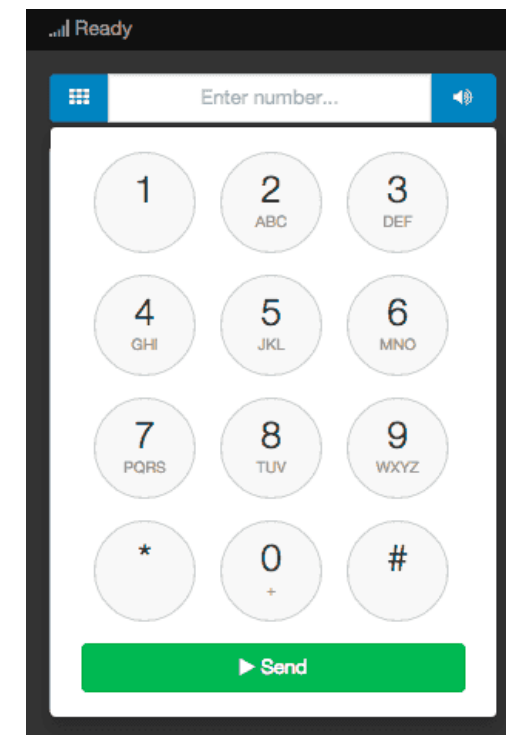 Ready
Enter number...
1 2 3
ABC DEF
4 5 6
GHI JKL MNO
7 8 9
PQRS TUV WXYZ
* 0 #
+
Send